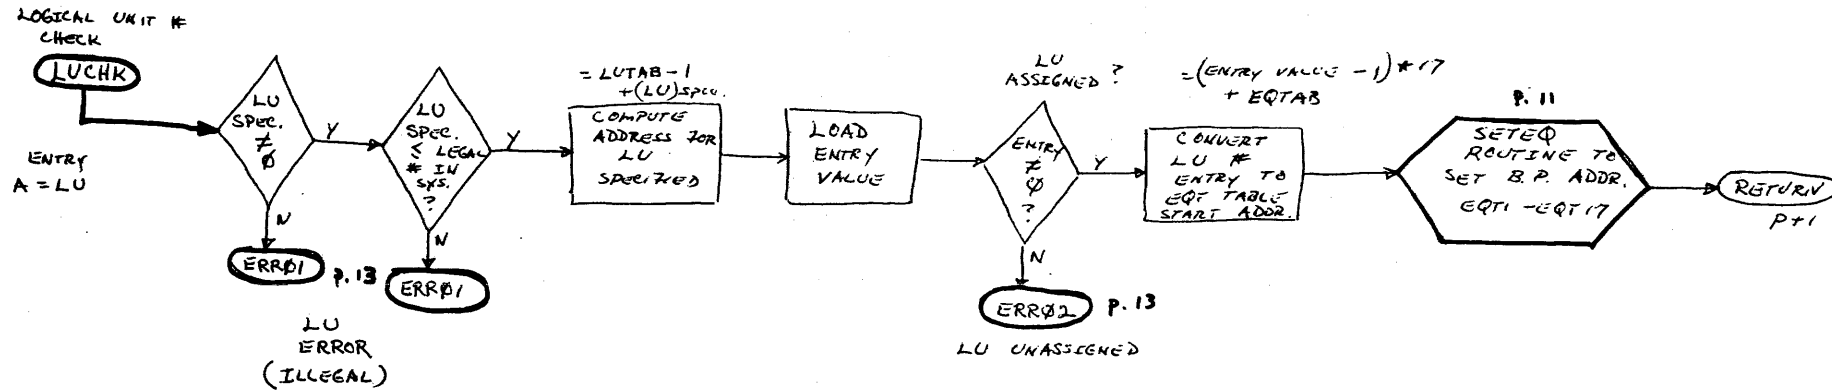 LOGICAL UNIT #
CHECK
LUCHK
ENTRY
A = LU
LU
SPEC.
≠
Ø
Y
N
ERRØ1
p. 13
LU
SPEC.
≤ LEGAL
# IN
SYS.
?
Y
N
ERRØ1
LU
ERROR
(ILLEGAL)
= LUTAB-1
+(LU)SPEC.
COMPUTE
ADDRESS FOR
LU
SPECIFIED
LOAD
ENTRY
VALUE
LU
ASSIGNED ?
ENTRY
≠
Ø
?
Y
N
ERRØ2
p. 13
LU UNASSIGNED
=(ENTRY VALUE -1)*17
+ EQTAB
CONVERT
LU #
ENTRY TO
EQT TABLE
START ADDR.
p. 11
SETEQ
ROUTINE TO
SET B.P. ADDR.
EQT1 -EQT17
RETURN
P+1